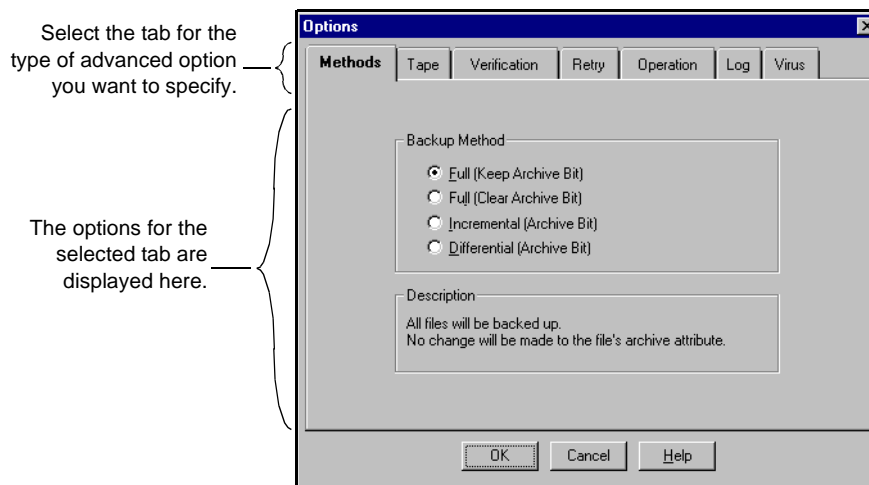 Select the tab for the
type of advanced option
you want to specify.
The options for the
selected tab are
displayed here.
Options
Methods
Tape
Verification
Retry
Operation
Log
Virus
Backup Method
Full (Keep Archive Bit)
Full (Clear Archive Bit)
Incremental (Archive Bit)
Differential (Archive Bit)
Description
All files will be backed up.
No change will be made to the file's archive attribute.
OK
Cancel
Help